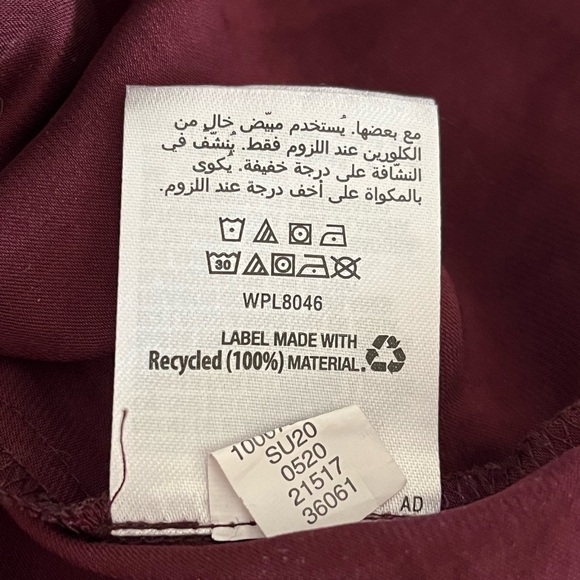 مع بعضها. يُستخدم مبيّض خالٍ من
الكلورين عند اللزوم فقط. يُنشّف في
النشّافة على درجة خفيفة. يُكوى
بالمكواة على أخف درجة عند اللزوم.
30
WPL8046
LABEL MADE WITH
Recycled (100%) MATERIAL.
SU20
0520
21517
36061
AD